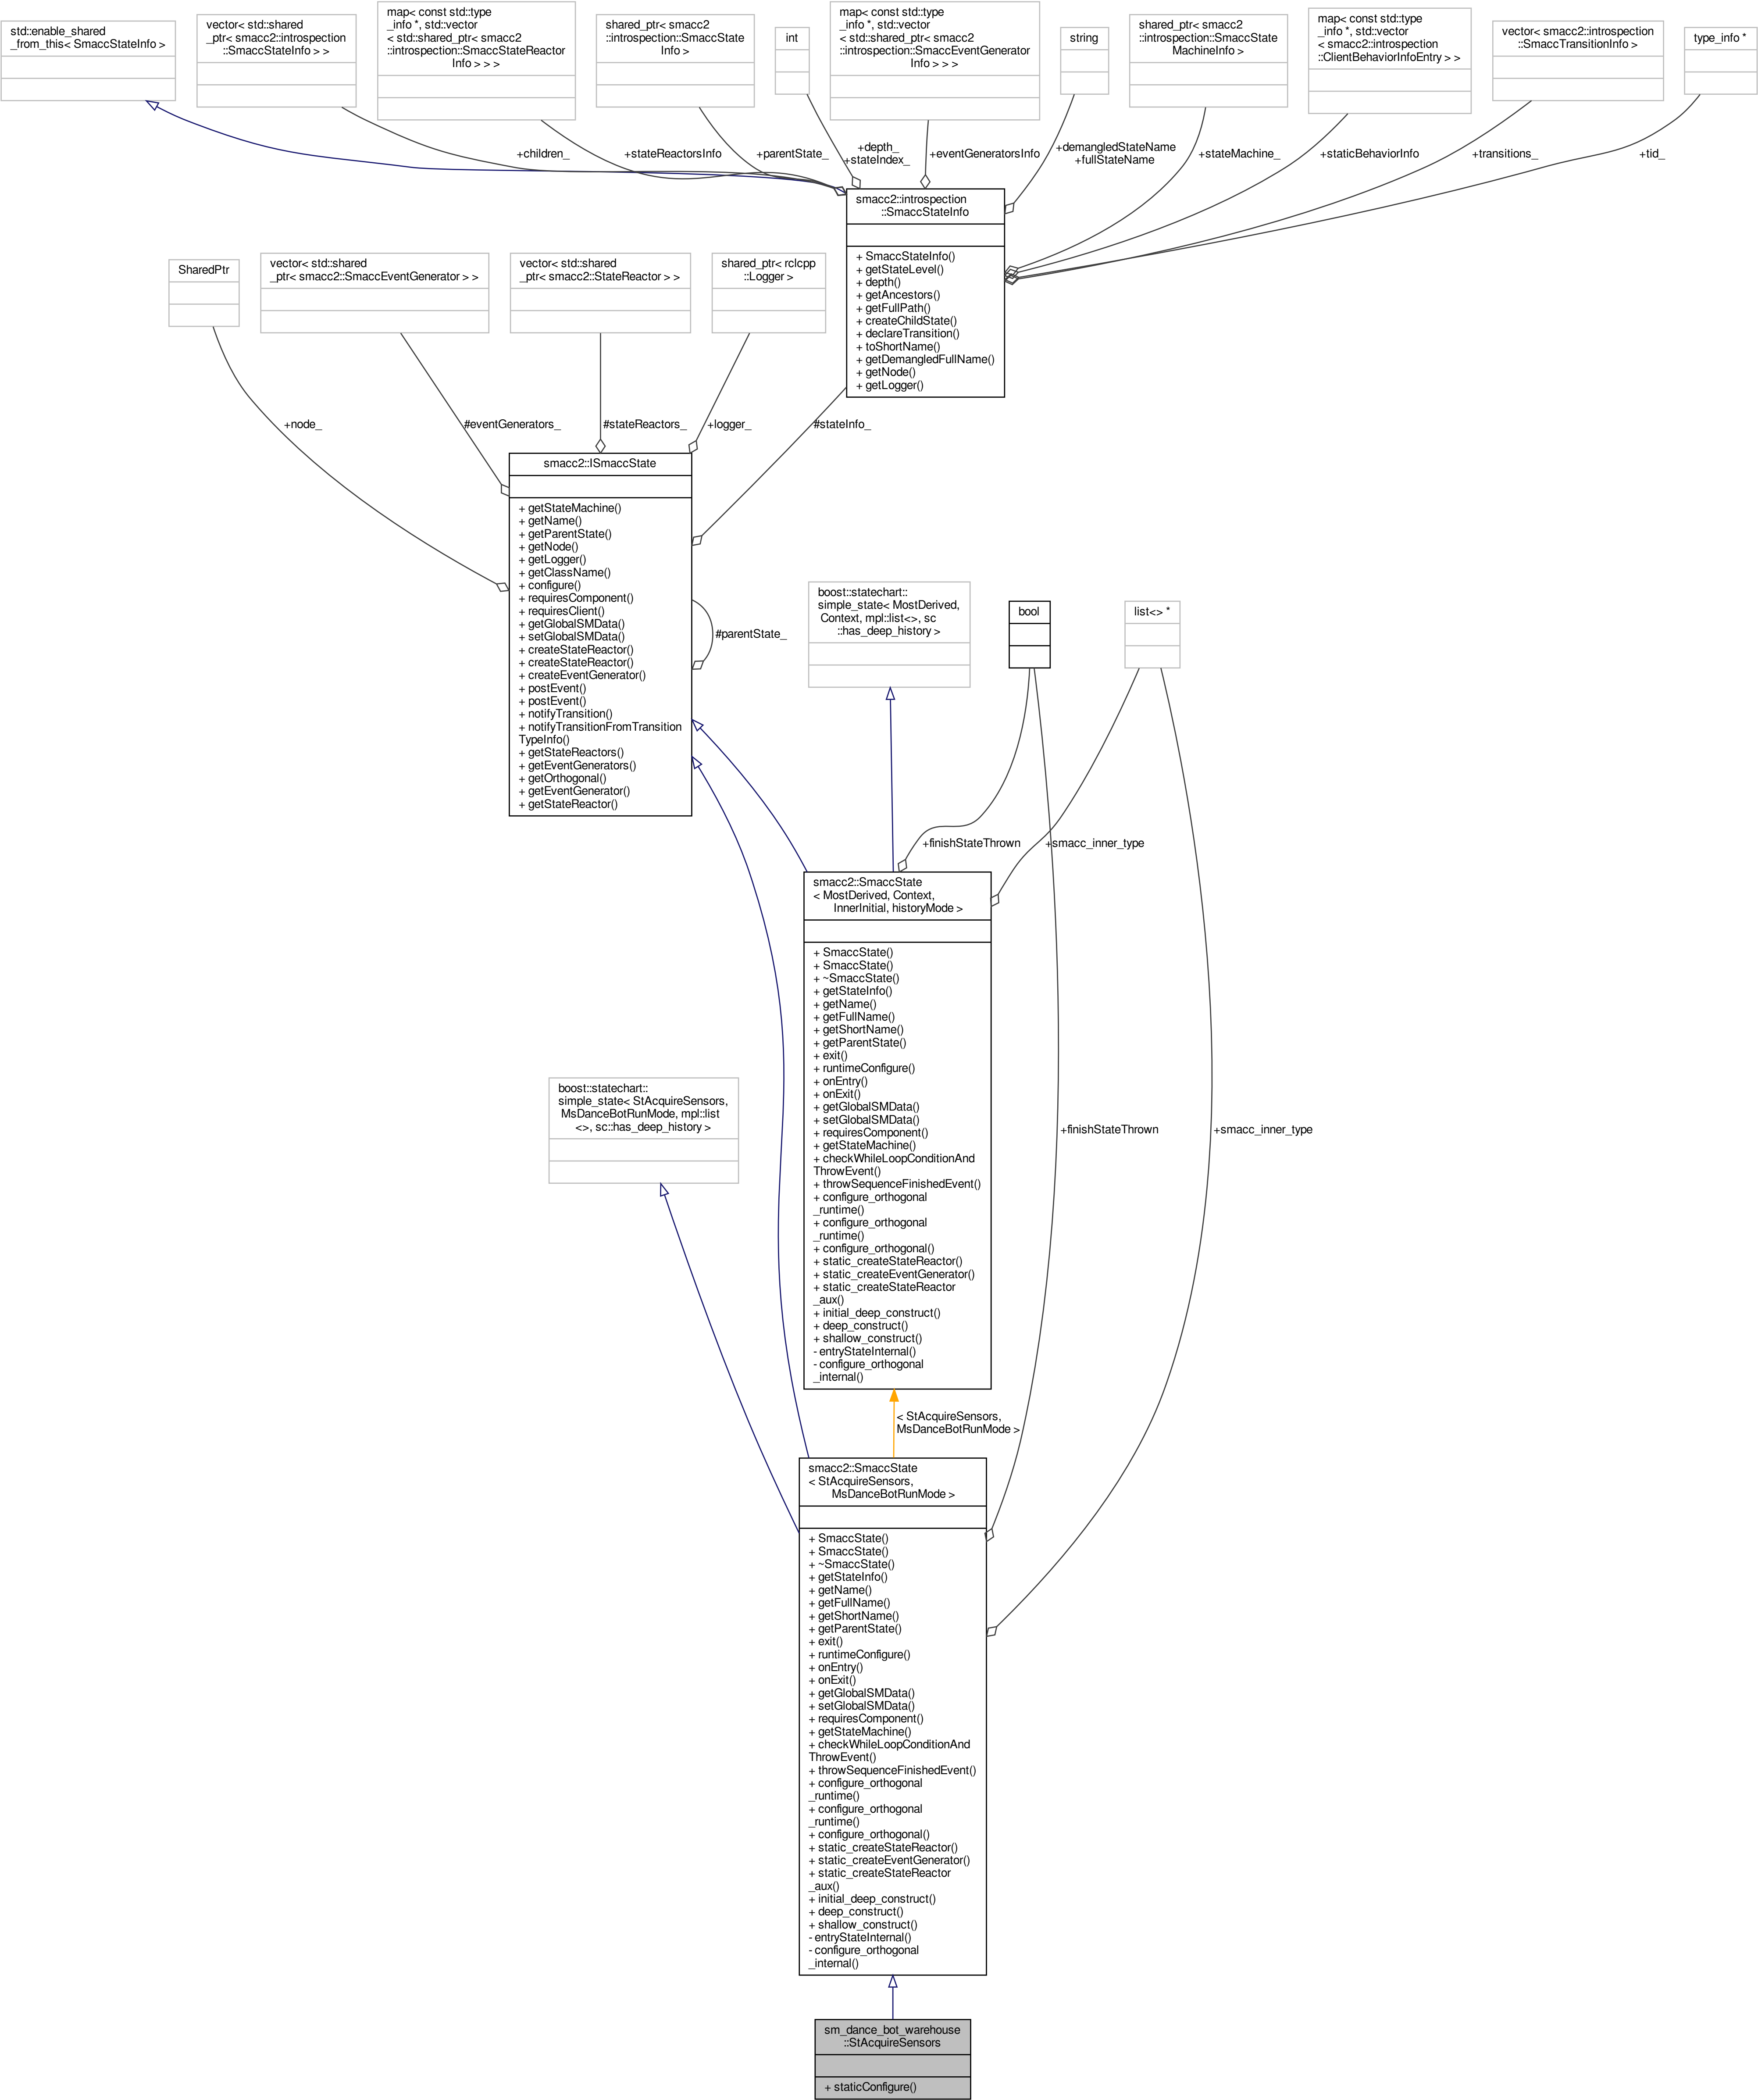 std::enable_shared
_from_this< SmaccStateInfo >
vector< std::shared
_ptr< smacc2::introspection
::SmaccStateInfo > >
map< const std::type
_info *, std::vector
< std::shared_ptr< smacc2
::introspection::SmaccStateReactor
Info > > >
shared_ptr< smacc2
::introspection::SmaccState
Info >
int
map< const std::type
_info *, std::vector
< std::shared_ptr< smacc2
::introspection::SmaccEventGenerator
Info > > >
string
shared_ptr< smacc2
::introspection::SmaccState
MachineInfo >
map< const std::type
_info *, std::vector
< smacc2::introspection
::ClientBehaviorInfoEntry > >
vector< smacc2::introspection
::SmaccTransitionInfo >
type_info *
+children_
+stateReactorsInfo
+parentState_
+depth_
+stateIndex_
+eventGeneratorsInfo
+demangledStateName
+fullStateName
+stateMachine_
+staticBehaviorInfo
+transitions_
+tid_
smacc2::introspection
::SmaccStateInfo
+ SmaccStateInfo()
+ getStateLevel()
+ depth()
+ getAncestors()
+ getFullPath()
+ createChildState()
+ declareTransition()
+ toShortName()
+ getDemangledFullName()
+ getNode()
+ getLogger()
SharedPtr
vector< std::shared
_ptr< smacc2::SmaccEventGenerator > >
vector< std::shared
_ptr< smacc2::StateReactor > >
shared_ptr< rclcpp
::Logger >
+node_
#eventGenerators_
#stateReactors_
+logger_
#stateInfo_
smacc2::ISmaccState
+ getStateMachine()
+ getName()
+ getParentState()
+ getNode()
+ getLogger()
+ getClassName()
+ configure()
+ requiresComponent()
+ requiresClient()
+ getGlobalSMData()
+ setGlobalSMData()
+ createStateReactor()
+ createStateReactor()
+ createEventGenerator()
+ postEvent()
+ postEvent()
+ notifyTransition()
+ notifyTransitionFromTransition
TypeInfo()
+ getStateReactors()
+ getEventGenerators()
+ getOrthogonal()
+ getEventGenerator()
+ getStateReactor()
#parentState_
boost::statechart::
simple_state< MostDerived,
Context, mpl::list<>, sc
::has_deep_history >
bool
list<> *
+finishStateThrown
+smacc_inner_type
smacc2::SmaccState
< MostDerived, Context,
InnerInitial, historyMode >
+ SmaccState()
+ SmaccState()
+ ~SmaccState()
+ getStateInfo()
+ getName()
+ getFullName()
+ getShortName()
+ getParentState()
+ exit()
+ runtimeConfigure()
+ onEntry()
+ onExit()
+ getGlobalSMData()
+ setGlobalSMData()
+ requiresComponent()
+ getStateMachine()
+ checkWhileLoopConditionAnd
ThrowEvent()
+ throwSequenceFinishedEvent()
+ configure_orthogonal
_runtime()
+ configure_orthogonal
_runtime()
+ configure_orthogonal()
+ static_createStateReactor()
+ static_createEventGenerator()
+ static_createStateReactor
_aux()
+ initial_deep_construct()
+ deep_construct()
+ shallow_construct()
- entryStateInternal()
- configure_orthogonal
_internal()
boost::statechart::
simple_state< StAcquireSensors,
MsDanceBotRunMode, mpl::list
<>, sc::has_deep_history >
+finishStateThrown
+smacc_inner_type
< StAcquireSensors,
MsDanceBotRunMode >
smacc2::SmaccState
< StAcquireSensors,
MsDanceBotRunMode >
+ SmaccState()
+ SmaccState()
+ ~SmaccState()
+ getStateInfo()
+ getName()
+ getFullName()
+ getShortName()
+ getParentState()
+ exit()
+ runtimeConfigure()
+ onEntry()
+ onExit()
+ getGlobalSMData()
+ setGlobalSMData()
+ requiresComponent()
+ getStateMachine()
+ checkWhileLoopConditionAnd
ThrowEvent()
+ throwSequenceFinishedEvent()
+ configure_orthogonal
_runtime()
+ configure_orthogonal
_runtime()
+ configure_orthogonal()
+ static_createStateReactor()
+ static_createEventGenerator()
+ static_createStateReactor
_aux()
+ initial_deep_construct()
+ deep_construct()
+ shallow_construct()
- entryStateInternal()
- configure_orthogonal
_internal()
sm_dance_bot_warehouse
::StAcquireSensors
+ staticConfigure()